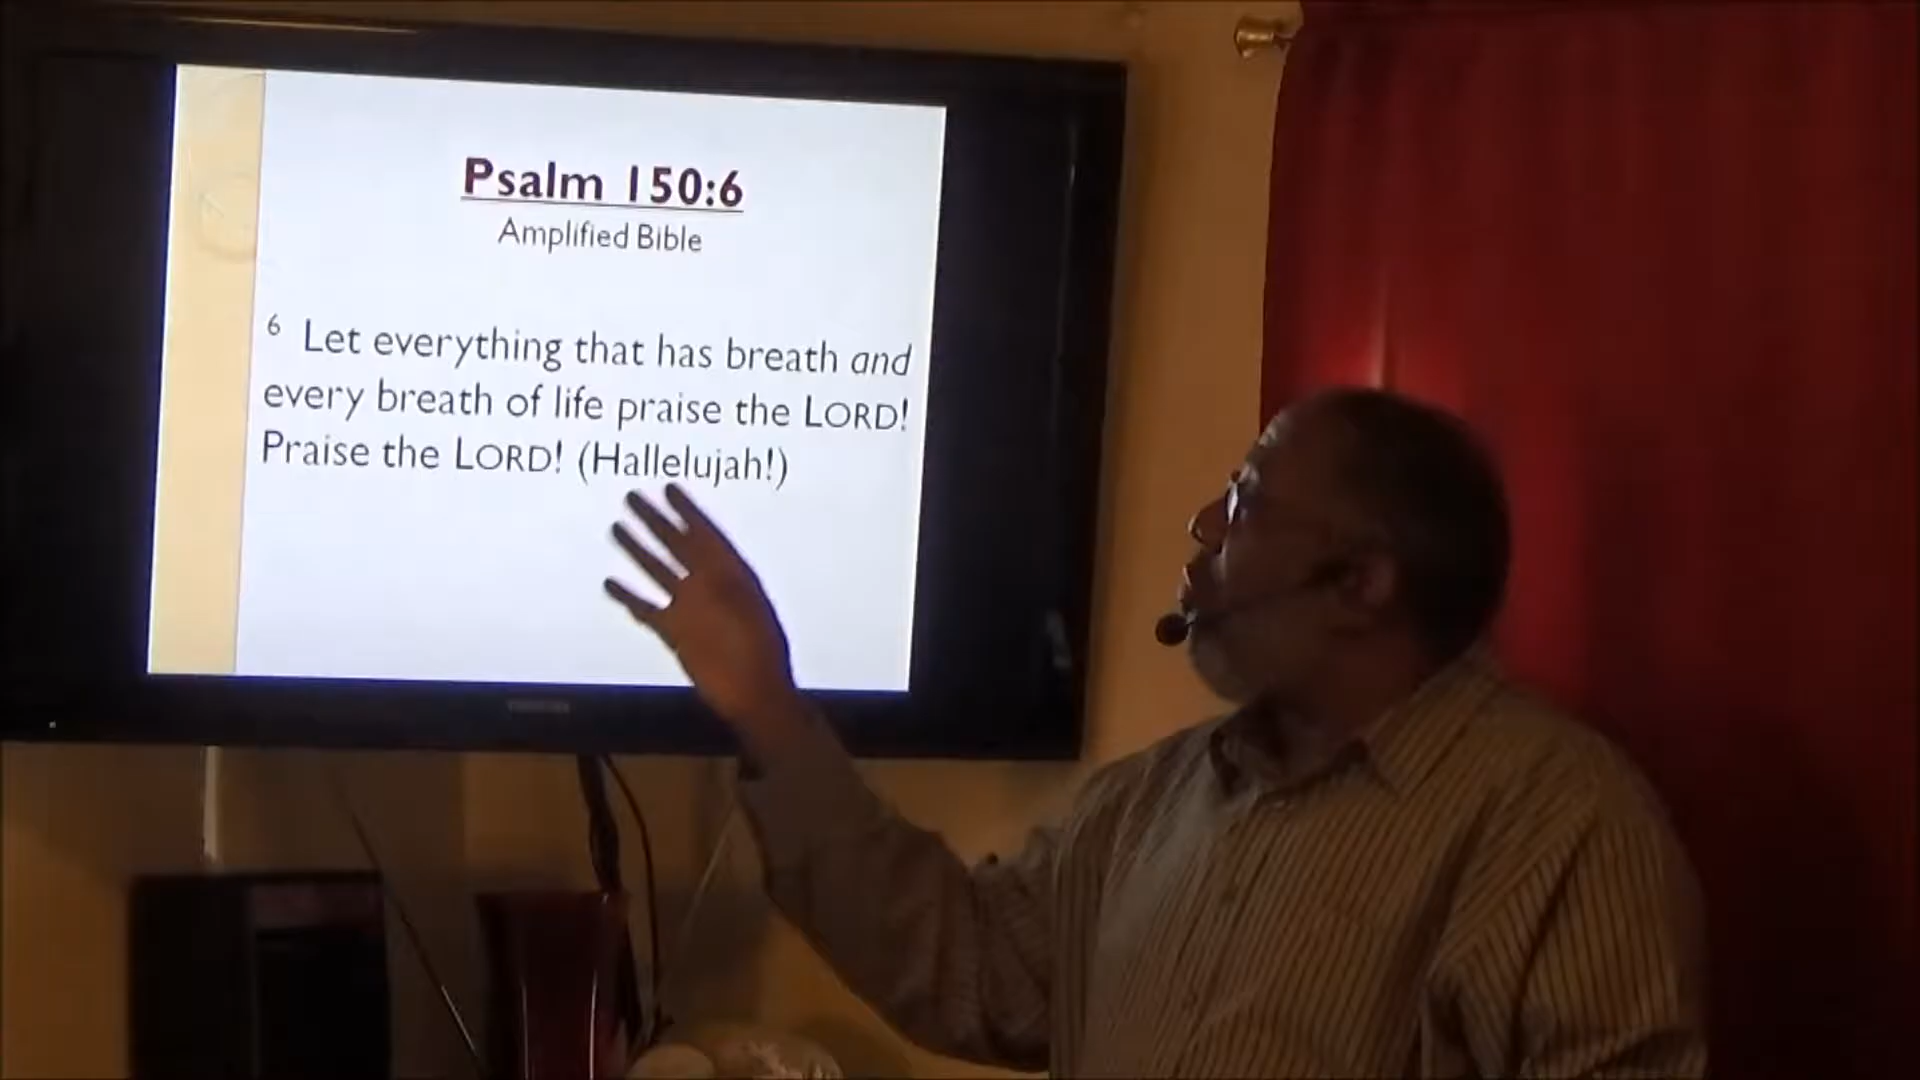 Psalm 150:6
Amplified Bible
6 Let everything that has breath and
every breath of life praise the LORD!
Praise the LORD! (Hallelujah!)